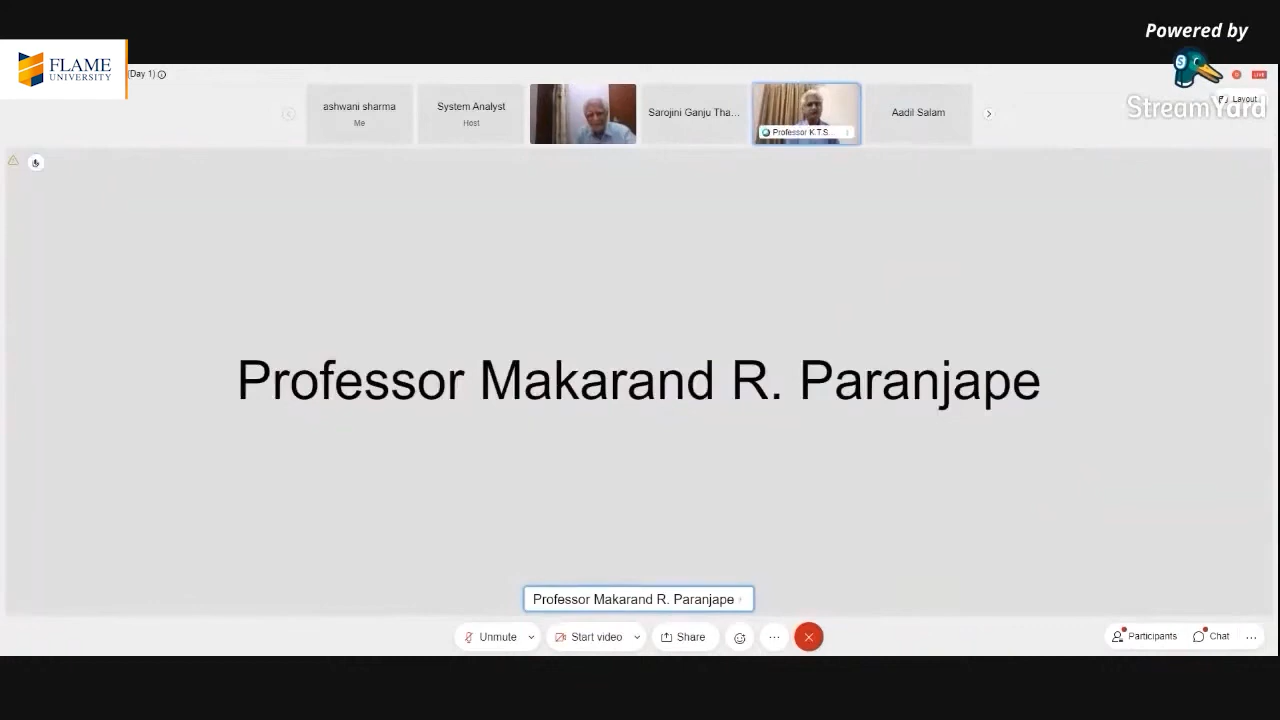 Powered by
StreamYard
FLAME
UNIVERSITY
(Day 1)
LIVE
Layout
ashwani sharma
Me
System Analyst
Host
Sarojini Ganju Tha...
Professor K.T.S...
Aadil Salam
Professor Makarand R. Paranjape
Professor Makarand R. Paranjape
Unmute
Start video
Share
Participants
Chat